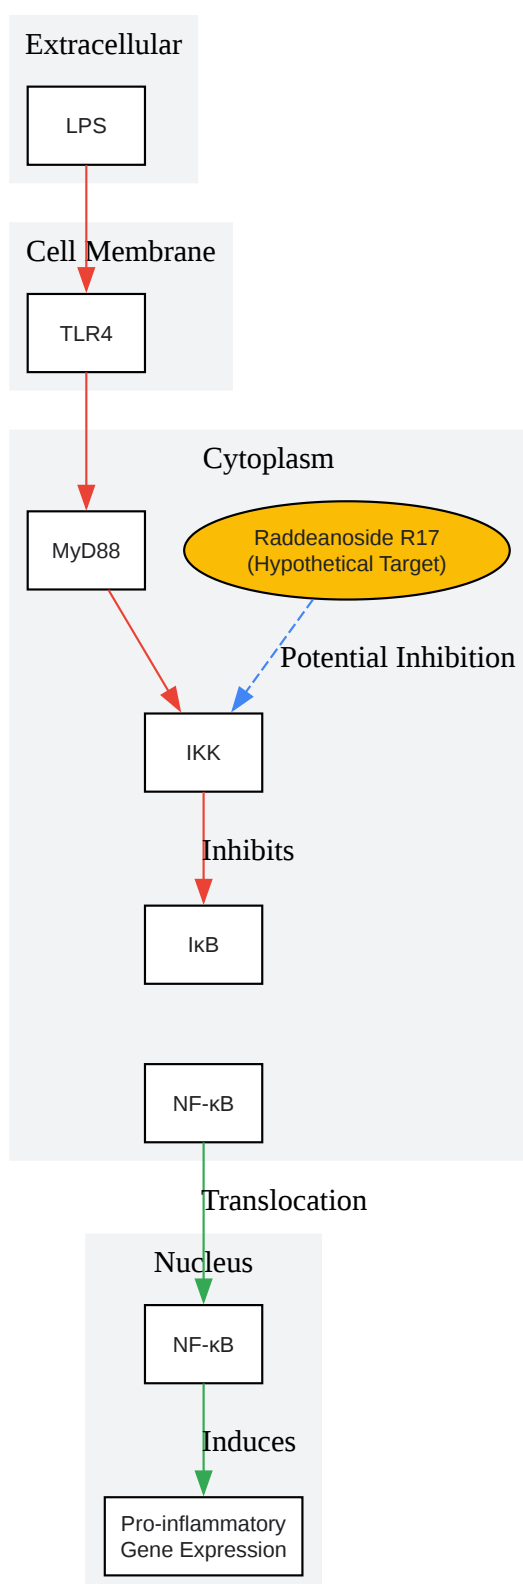 Extracellular
LPS
Cell Membrane
TLR4
Cytoplasm
MyD88
Raddeanoside R17
(Hypothetical Target)
Potential Inhibition
IKK
Inhibits
IκB
NF-κB
Translocation
Nucleus
NF-κB
Induces
Pro-inflammatory
Gene Expression